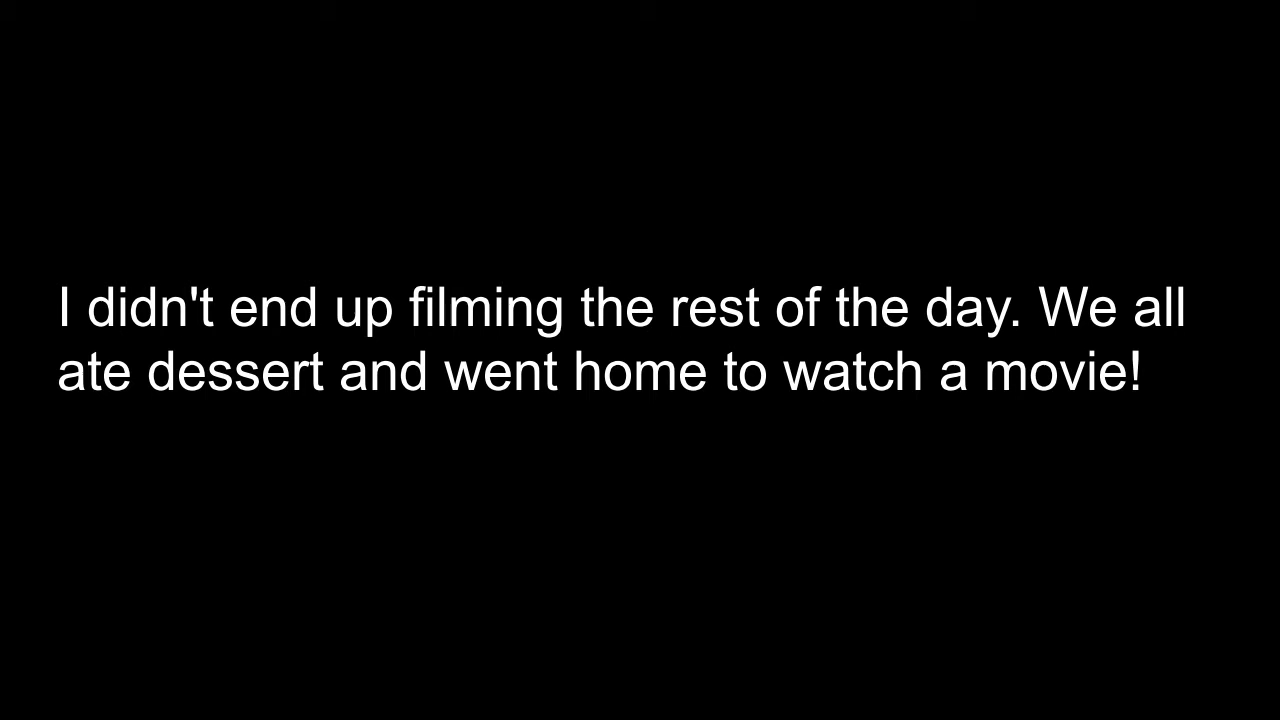 I didn't end up filming the rest of the day. We all
ate dessert and went home to watch a movie!